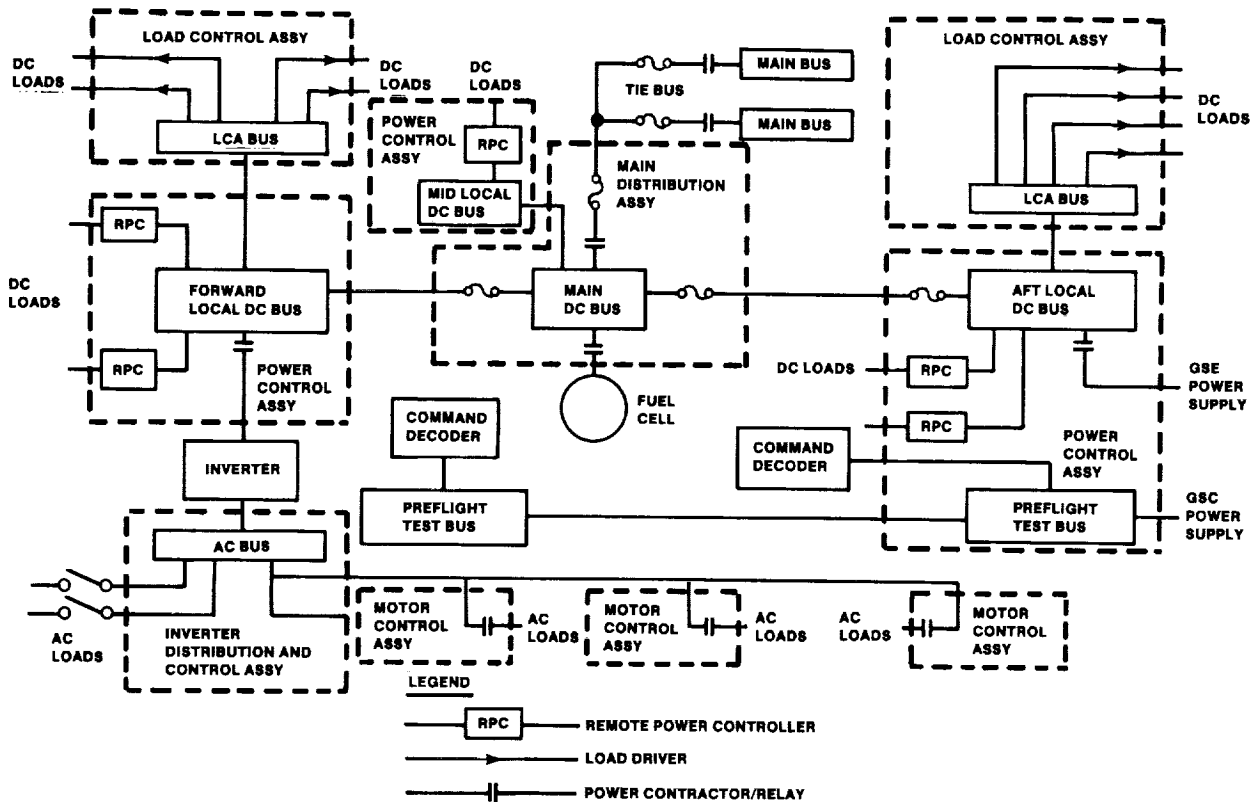 LOAD CONTROL ASSY
DC
LOADS
DC
LOADS
LCA BUS
DC
LOADS
POWER
CONTROL
ASSY
RPC
MID LOCAL
DC BUS
MAIN BUS
TIE BUS
MAIN BUS
MAIN
DISTRIBUTION
ASSY
LOAD CONTROL ASSY
DC
LOADS
LCA BUS
RPC
DC
LOADS
FORWARD
LOCAL DC BUS
RPC
POWER
CONTROL
ASSY
MAIN
DC BUS
FUEL
CELL
AFT LOCAL
DC BUS
DC LOADS
RPC
RPC
GSE
POWER
SUPPLY
POWER
CONTROL
ASSY
COMMAND
DECODER
COMMAND
DECODER
PREFLIGHT
TEST BUS
PREFLIGHT
TEST BUS
GSC
POWER
SUPPLY
INVERTER
AC BUS
AC
LOADS
INVERTER
DISTRIBUTION AND
CONTROL ASSY
MOTOR
CONTROL
ASSY
AC
LOADS
MOTOR
CONTROL
ASSY
AC
LOADS
AC
LOADS
MOTOR
CONTROL
ASSY
LEGEND
RPC
REMOTE POWER CONTROLLER
LOAD DRIVER
POWER CONTRACTOR/RELAY